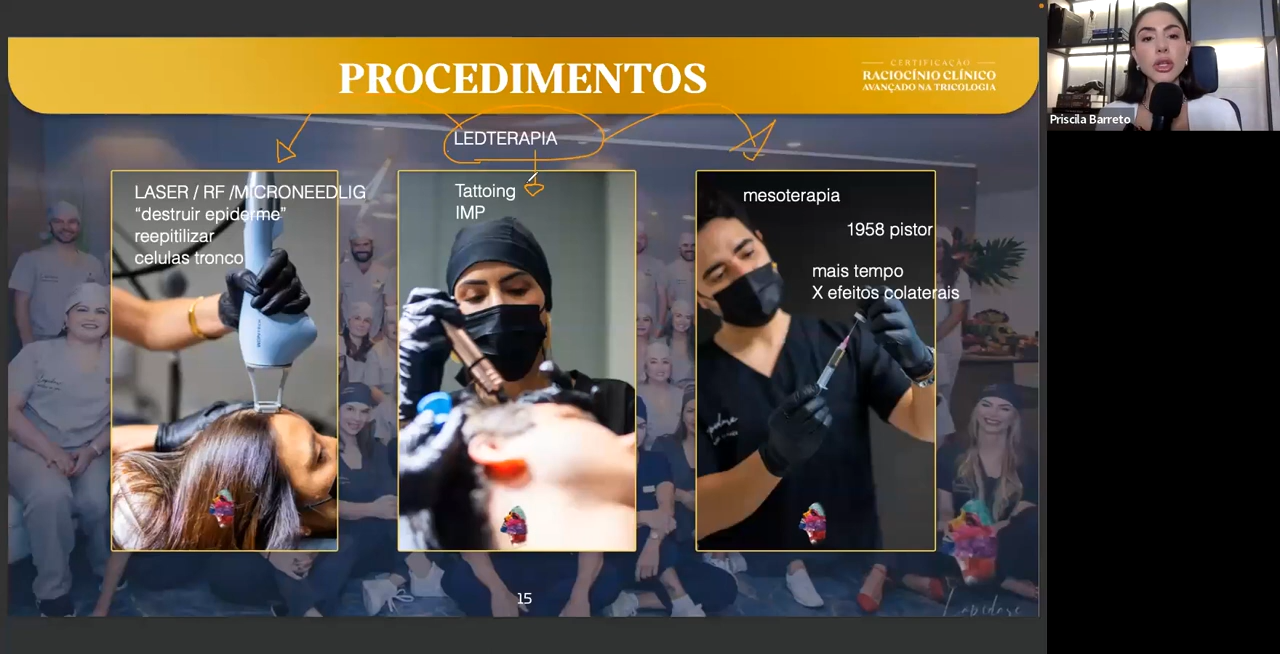 PROCEDIMENTOS
CERTIFICAÇÃO
RACIOCÍNIO CLÍNICO
AVANÇADO NA TRICOLOGIA
Priscila Barreto
LEDTERAPIA
LASER / RF /MICRONEEDLIG
“destruir epiderme”
reepitilizar
celulas tronco
Tattoing
IMP
mesoterapia
1958 pistor
mais tempo
X efeitos colaterais
15
Lapidare